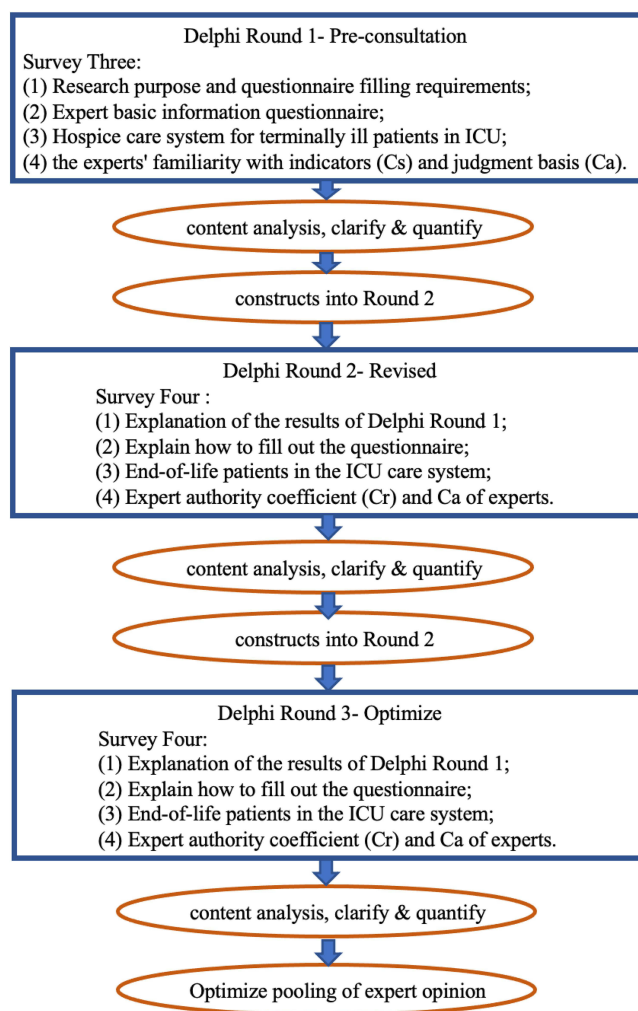 Delphi Round 1- Pre-consultation
Survey Three:
(1) Research purpose and questionnaire filling requirements;
(2) Expert basic information questionnaire;
(3) Hospice care system for terminally ill patients in ICU;
(4) the experts' familiarity with indicators (Cs) and judgment basis (Ca).
content analysis, clarify & quantify
constructs into Round 2
Delphi Round 2- Revised
Survey Four :
(1) Explanation of the results of Delphi Round 1;
(2) Explain how to fill out the questionnaire;
(3) End-of-life patients in the ICU care system;
(4) Expert authority coefficient (Cr) and Ca of experts.
content analysis, clarify & quantify
constructs into Round 2
Delphi Round 3- Optimize
Survey Four:
(1) Explanation of the results of Delphi Round 1;
(2) Explain how to fill out the questionnaire;
(3) End-of-life patients in the ICU care system;
(4) Expert authority coefficient (Cr) and Ca of experts.
content analysis, clarify & quantify
Optimize pooling of expert opinion